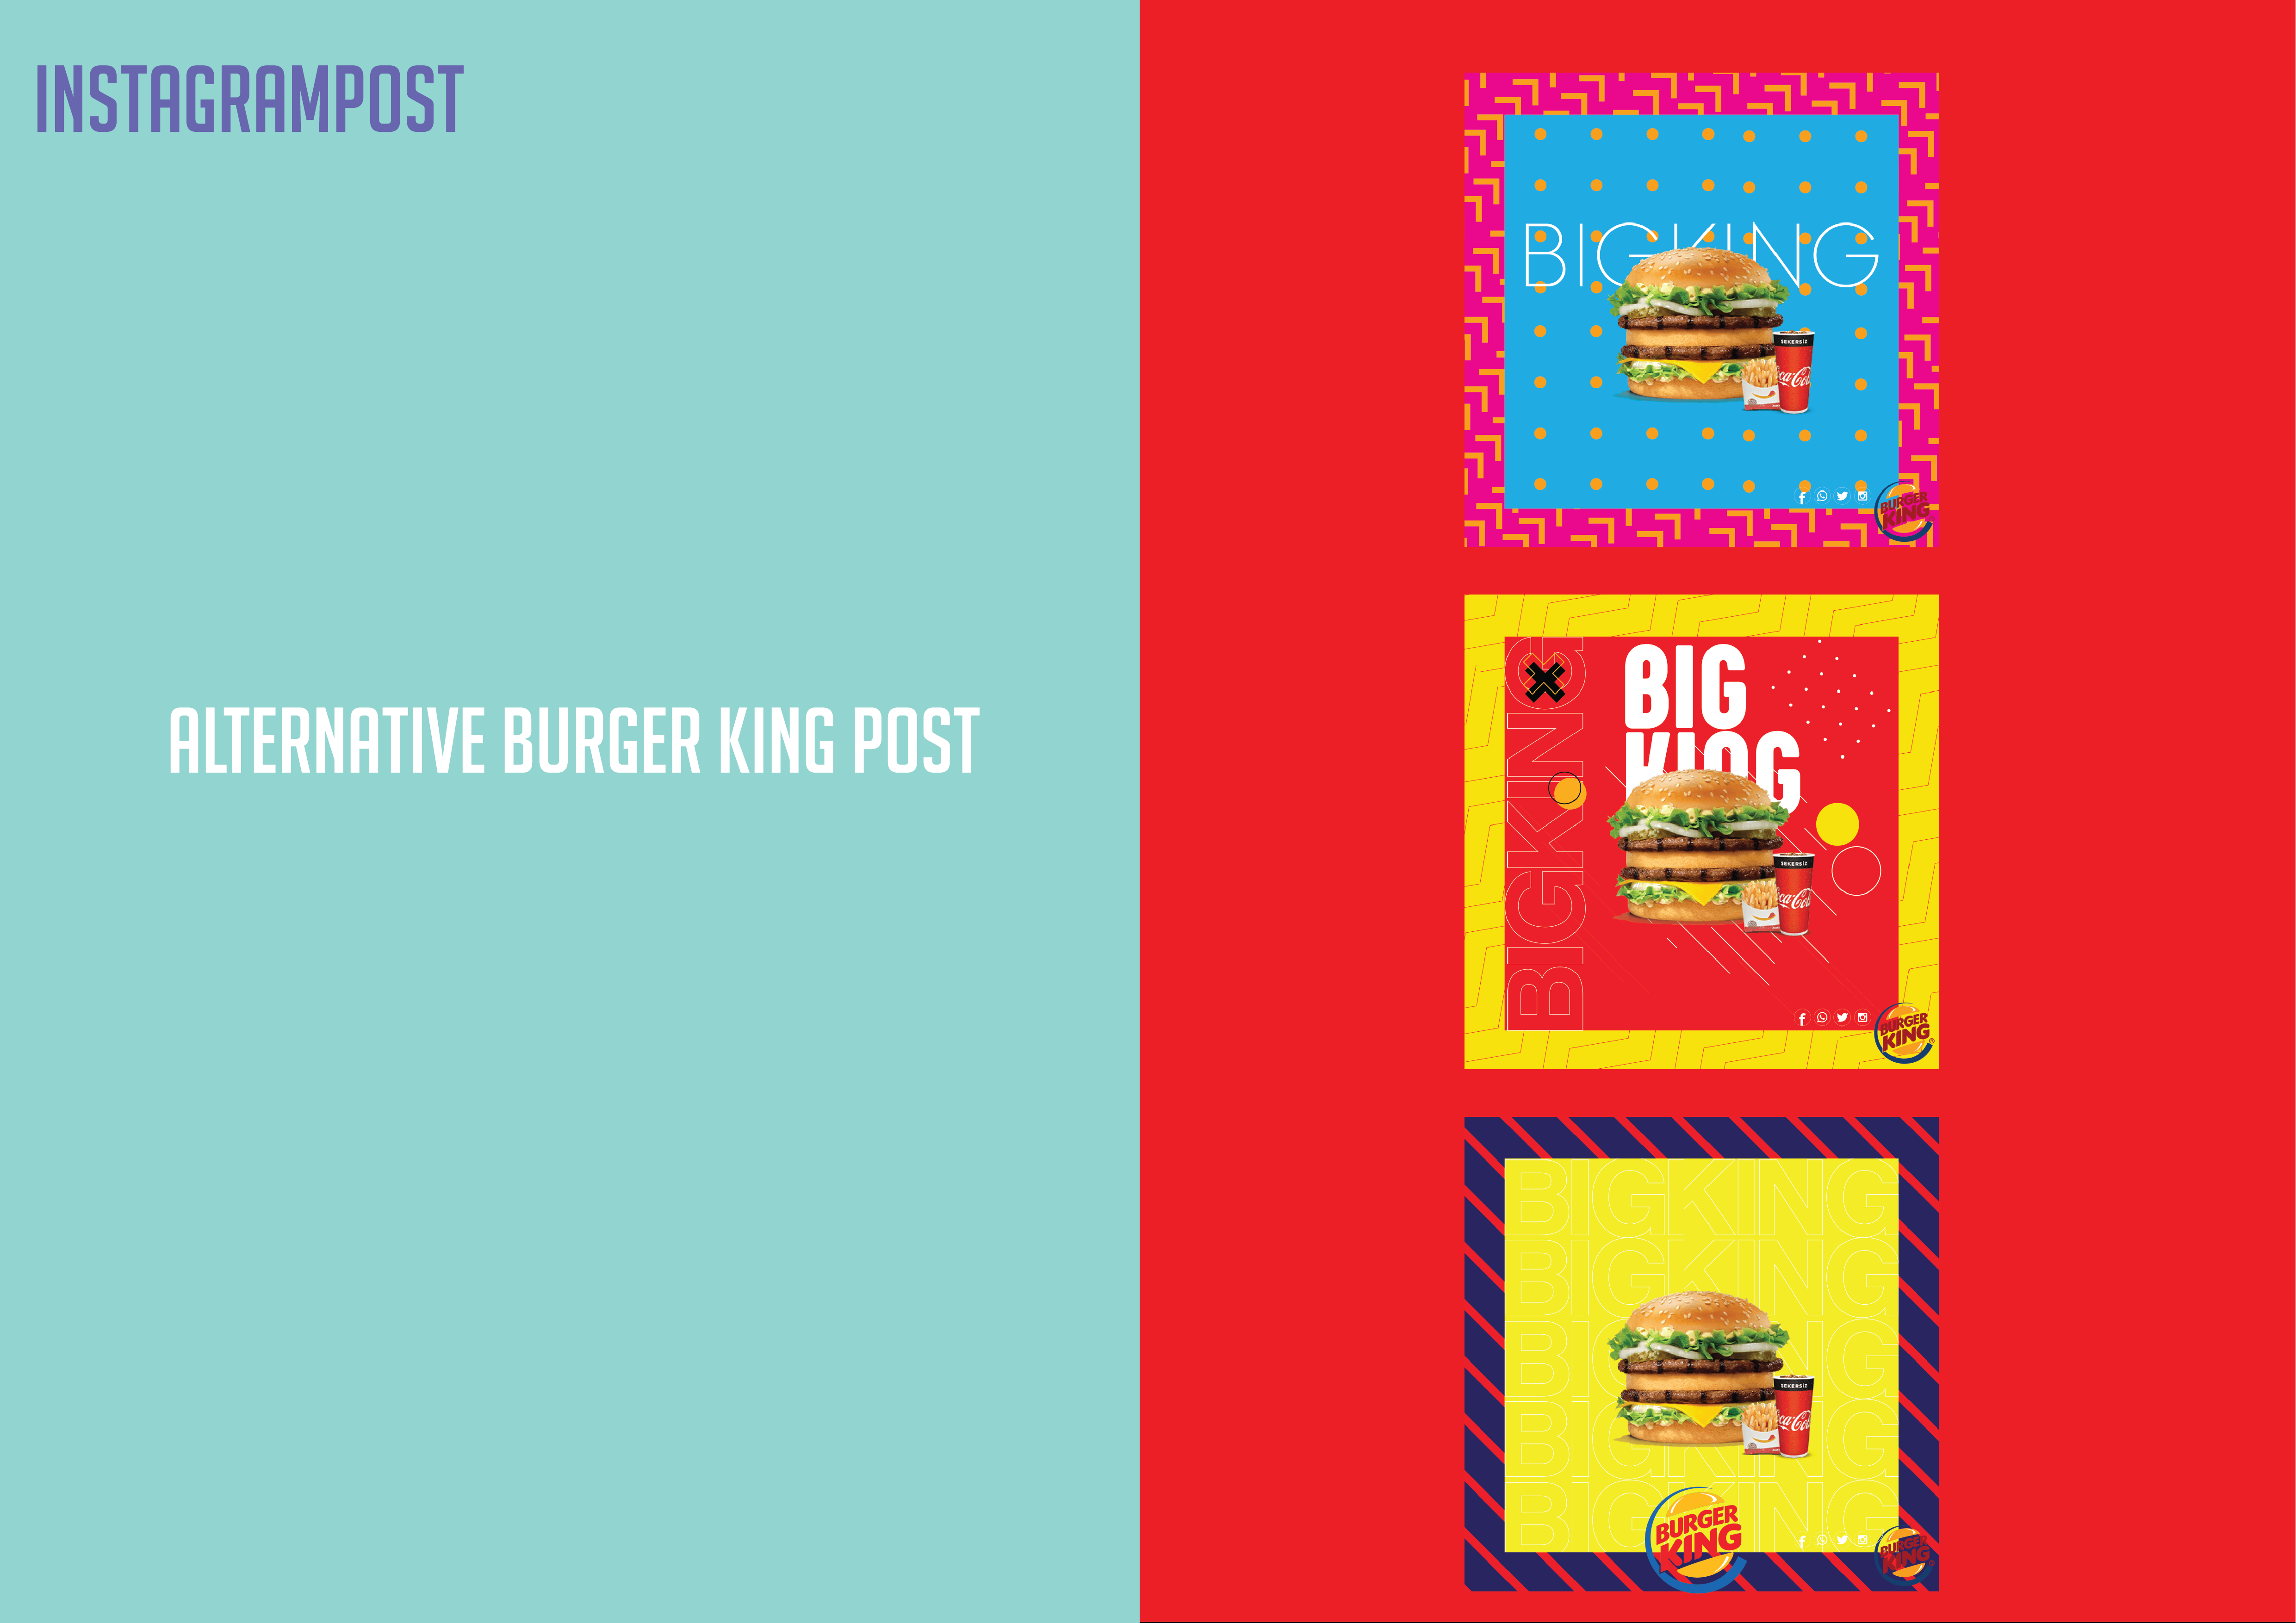 INSTAGRAMPOST
ALTERNATIVE BURGER KING POST
BIGKING
ŞEKERSİZ
Coca-Cola
BURGER
KING
BIGKING
BIG
KING
ŞEKERSİZ
Coca-Cola
BURGER
KING
BIGKING
BIGKING
BIGKING
BIGKING
BIGKING
ŞEKERSİZ
Coca-Cola
BURGER
KING
BURGER
KING